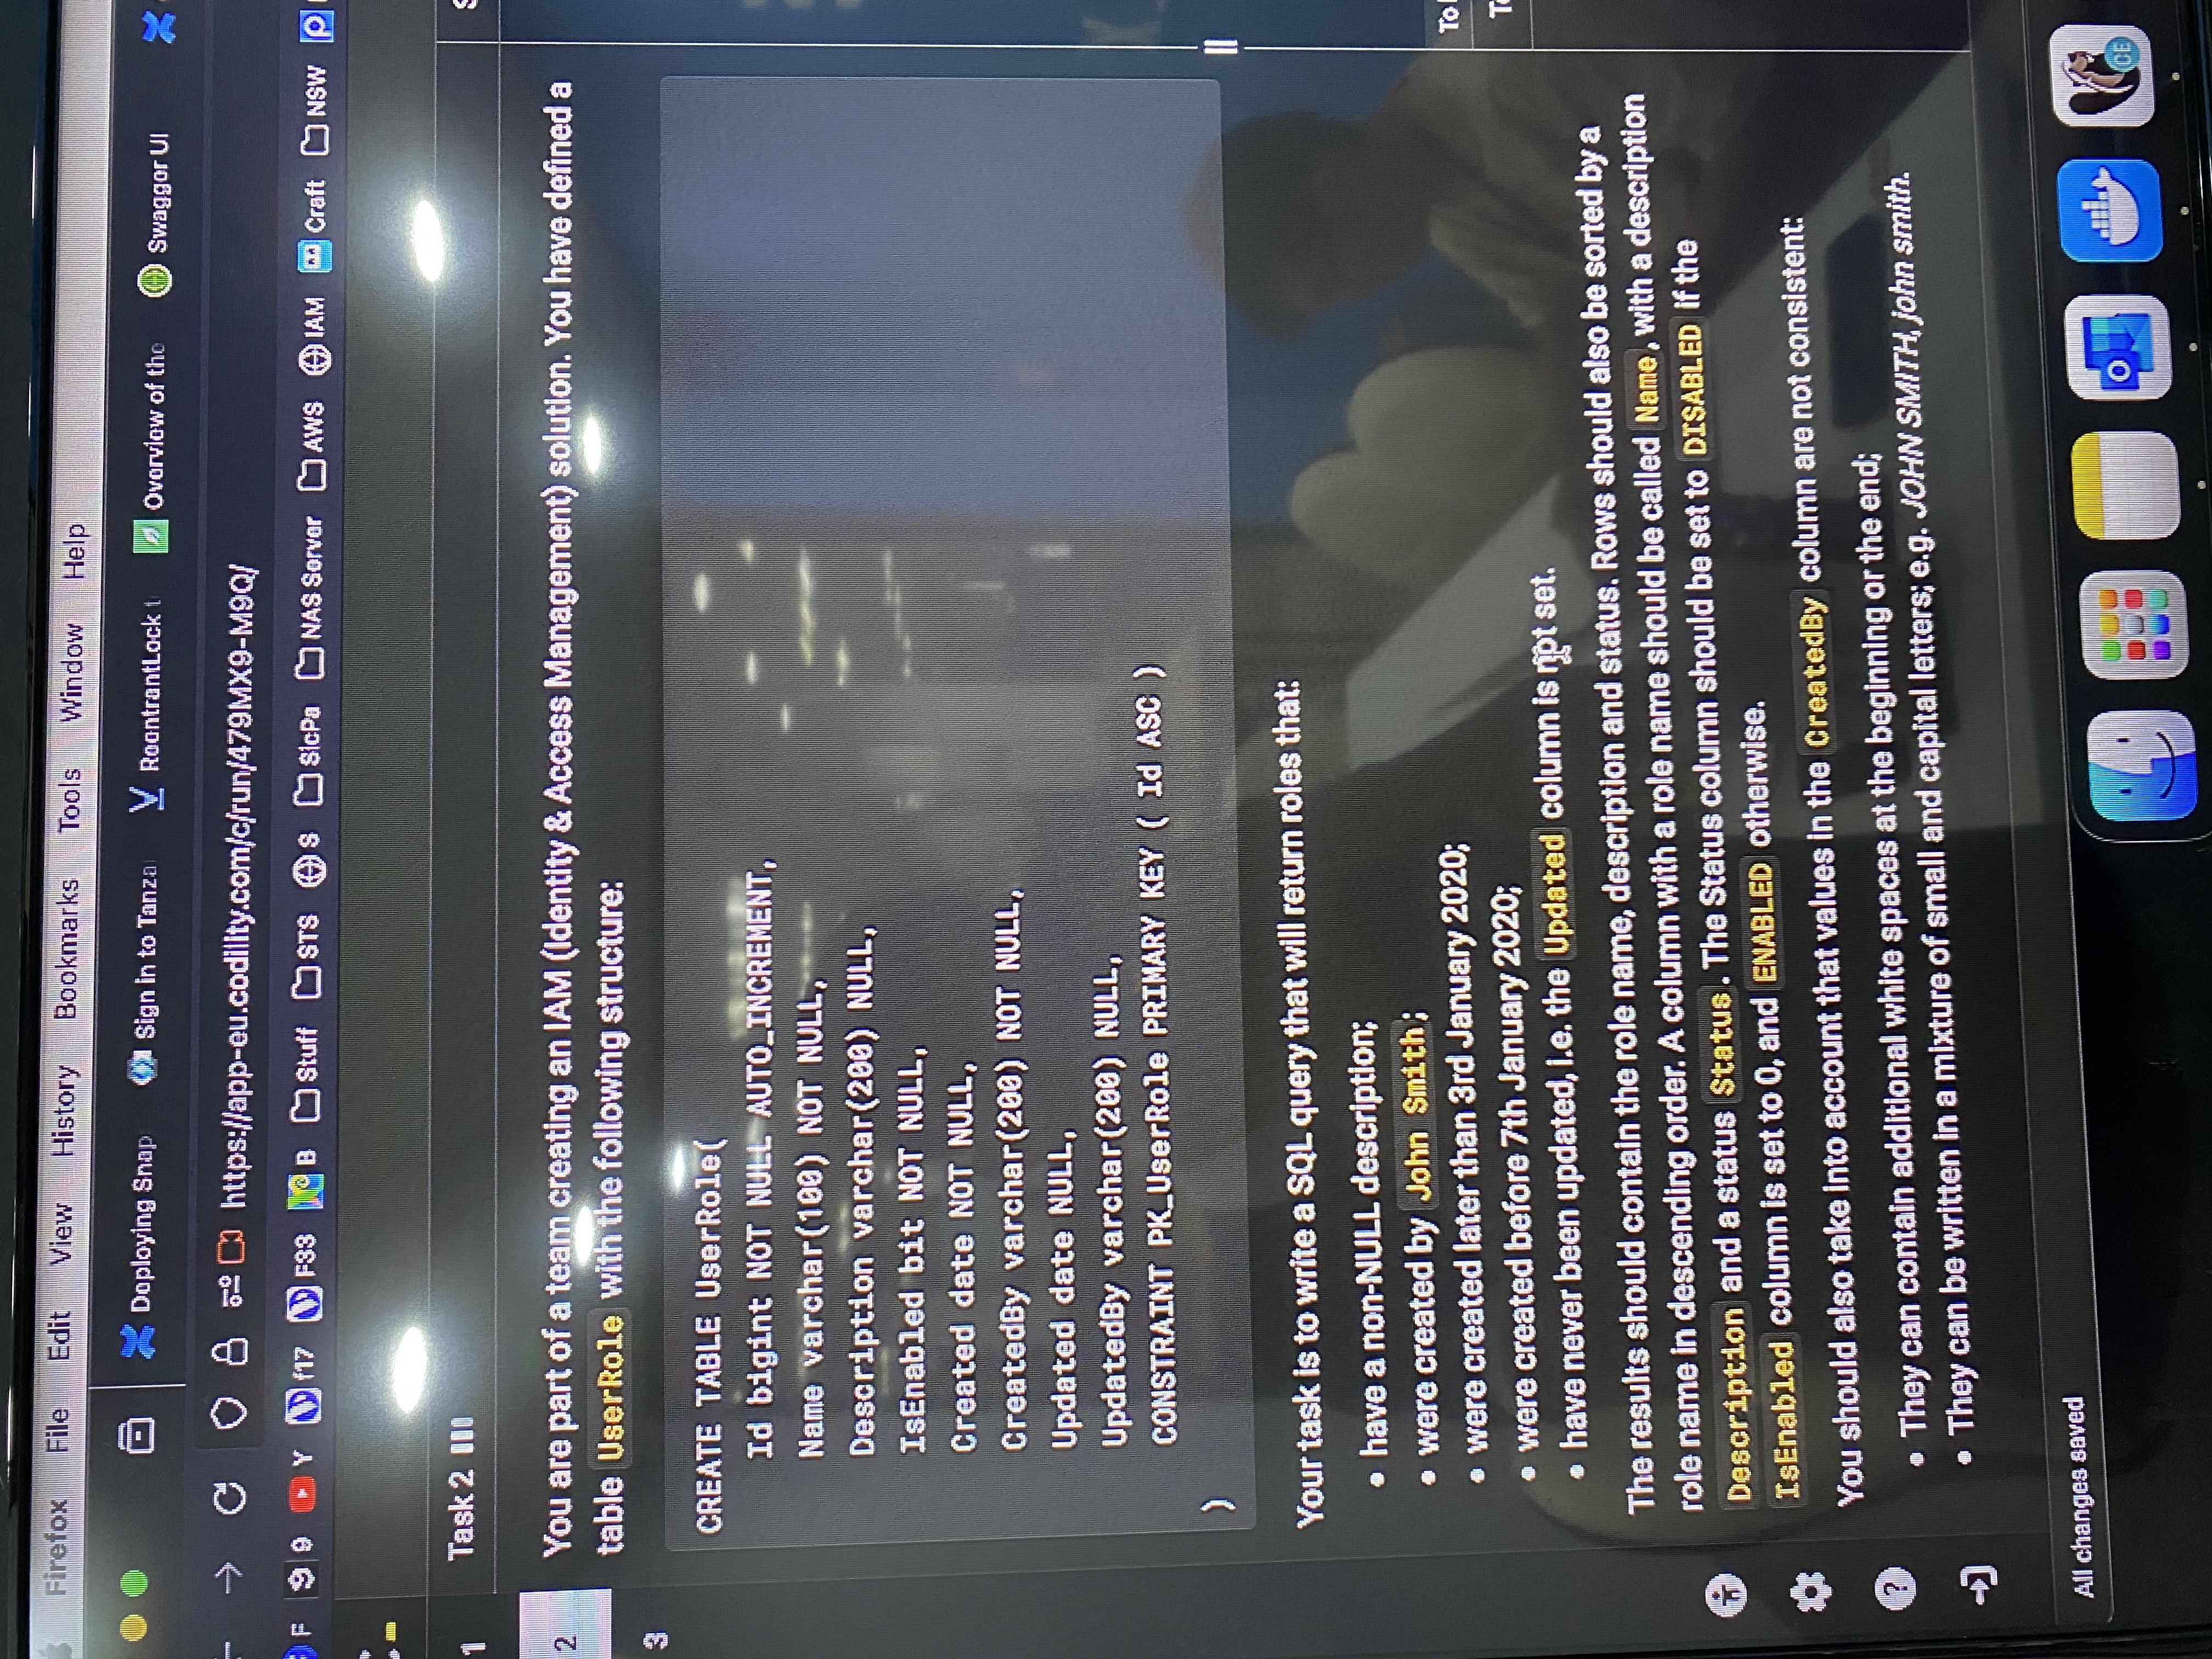 Firefox File Edit View History Bookmarks Tools Window Help
Deploying Snap Sign in to Tanza ReentrantLock t Overview of the Swagger UI
https://app-eu.codility.com/c/run/479MX9-M9Q/
F 9 Y f17 F33 B Stuff STS S SicPa NAS Server AWS IAM Craft NSW
Task 2
1
2
3
You are part of a team creating an IAM (Identity & Access Management) solution. You have defined a
table UserRole with the following structure:
CREATE TABLE UserRole(
Id bigint NOT NULL AUTO_INCREMENT,
Name varchar(100) NOT NULL,
Description varchar(200) NULL,
IsEnabled bit NOT NULL,
Created date NOT NULL,
CreatedBy varchar(200) NOT NULL,
Updated date NULL,
UpdatedBy varchar(200) NULL,
CONSTRAINT PK_UserRole PRIMARY KEY ( Id ASC )
)
Your task is to write a SQL query that will return roles that:
• have a non-NULL description;
• were created by John Smith;
• were created later than 3rd January 2020;
• were created before 7th January 2020;
• have never been updated, i.e. the Updated column is not set.
The results should contain the role name, description and status. Rows should also be sorted by a
role name in descending order. A column with a role name should be called Name, with a description
Description and a status Status. The Status column should be set to DISABLED if the
IsEnabled column is set to 0, and ENABLED otherwise.
You should also take into account that values in the CreatedBy column are not consistent:
• They can contain additional white spaces at the beginning or the end;
• They can be written in a mixture of small and capital letters; e.g. JOHN SMITH, john smith.
To
All changes saved
CE